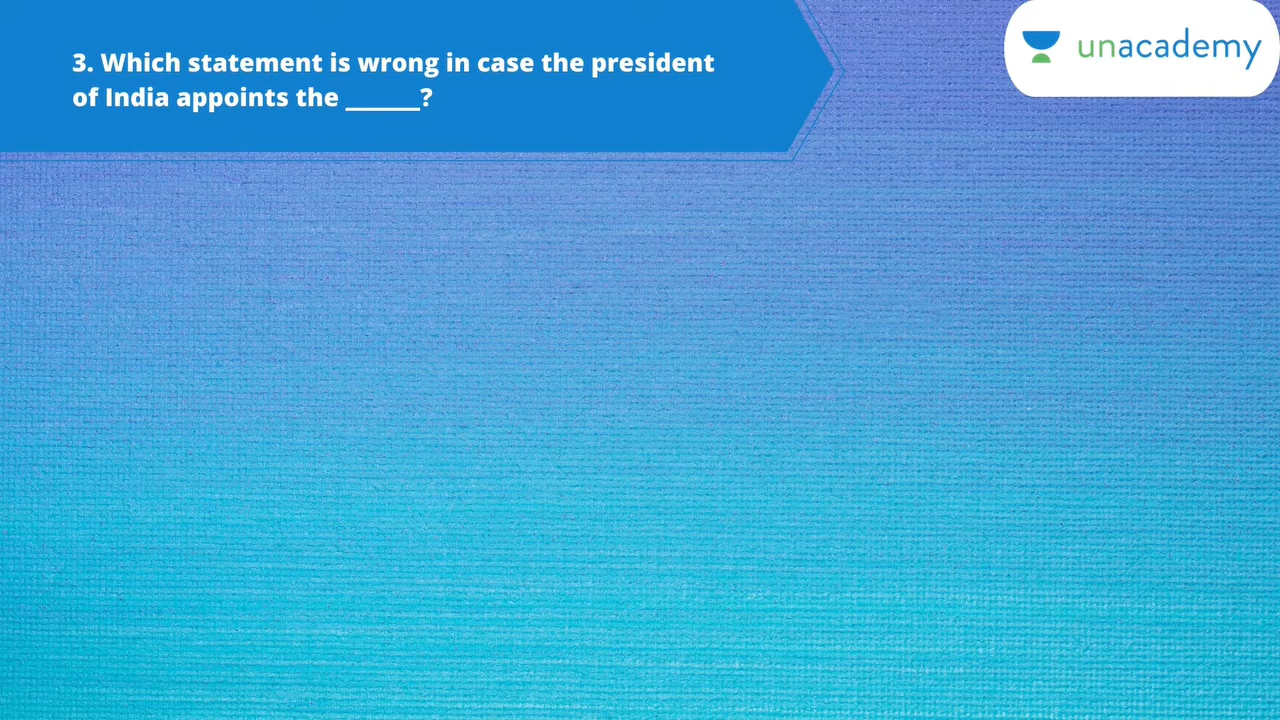 3. Which statement is wrong in case the president
of India appoints the ______?
unacademy